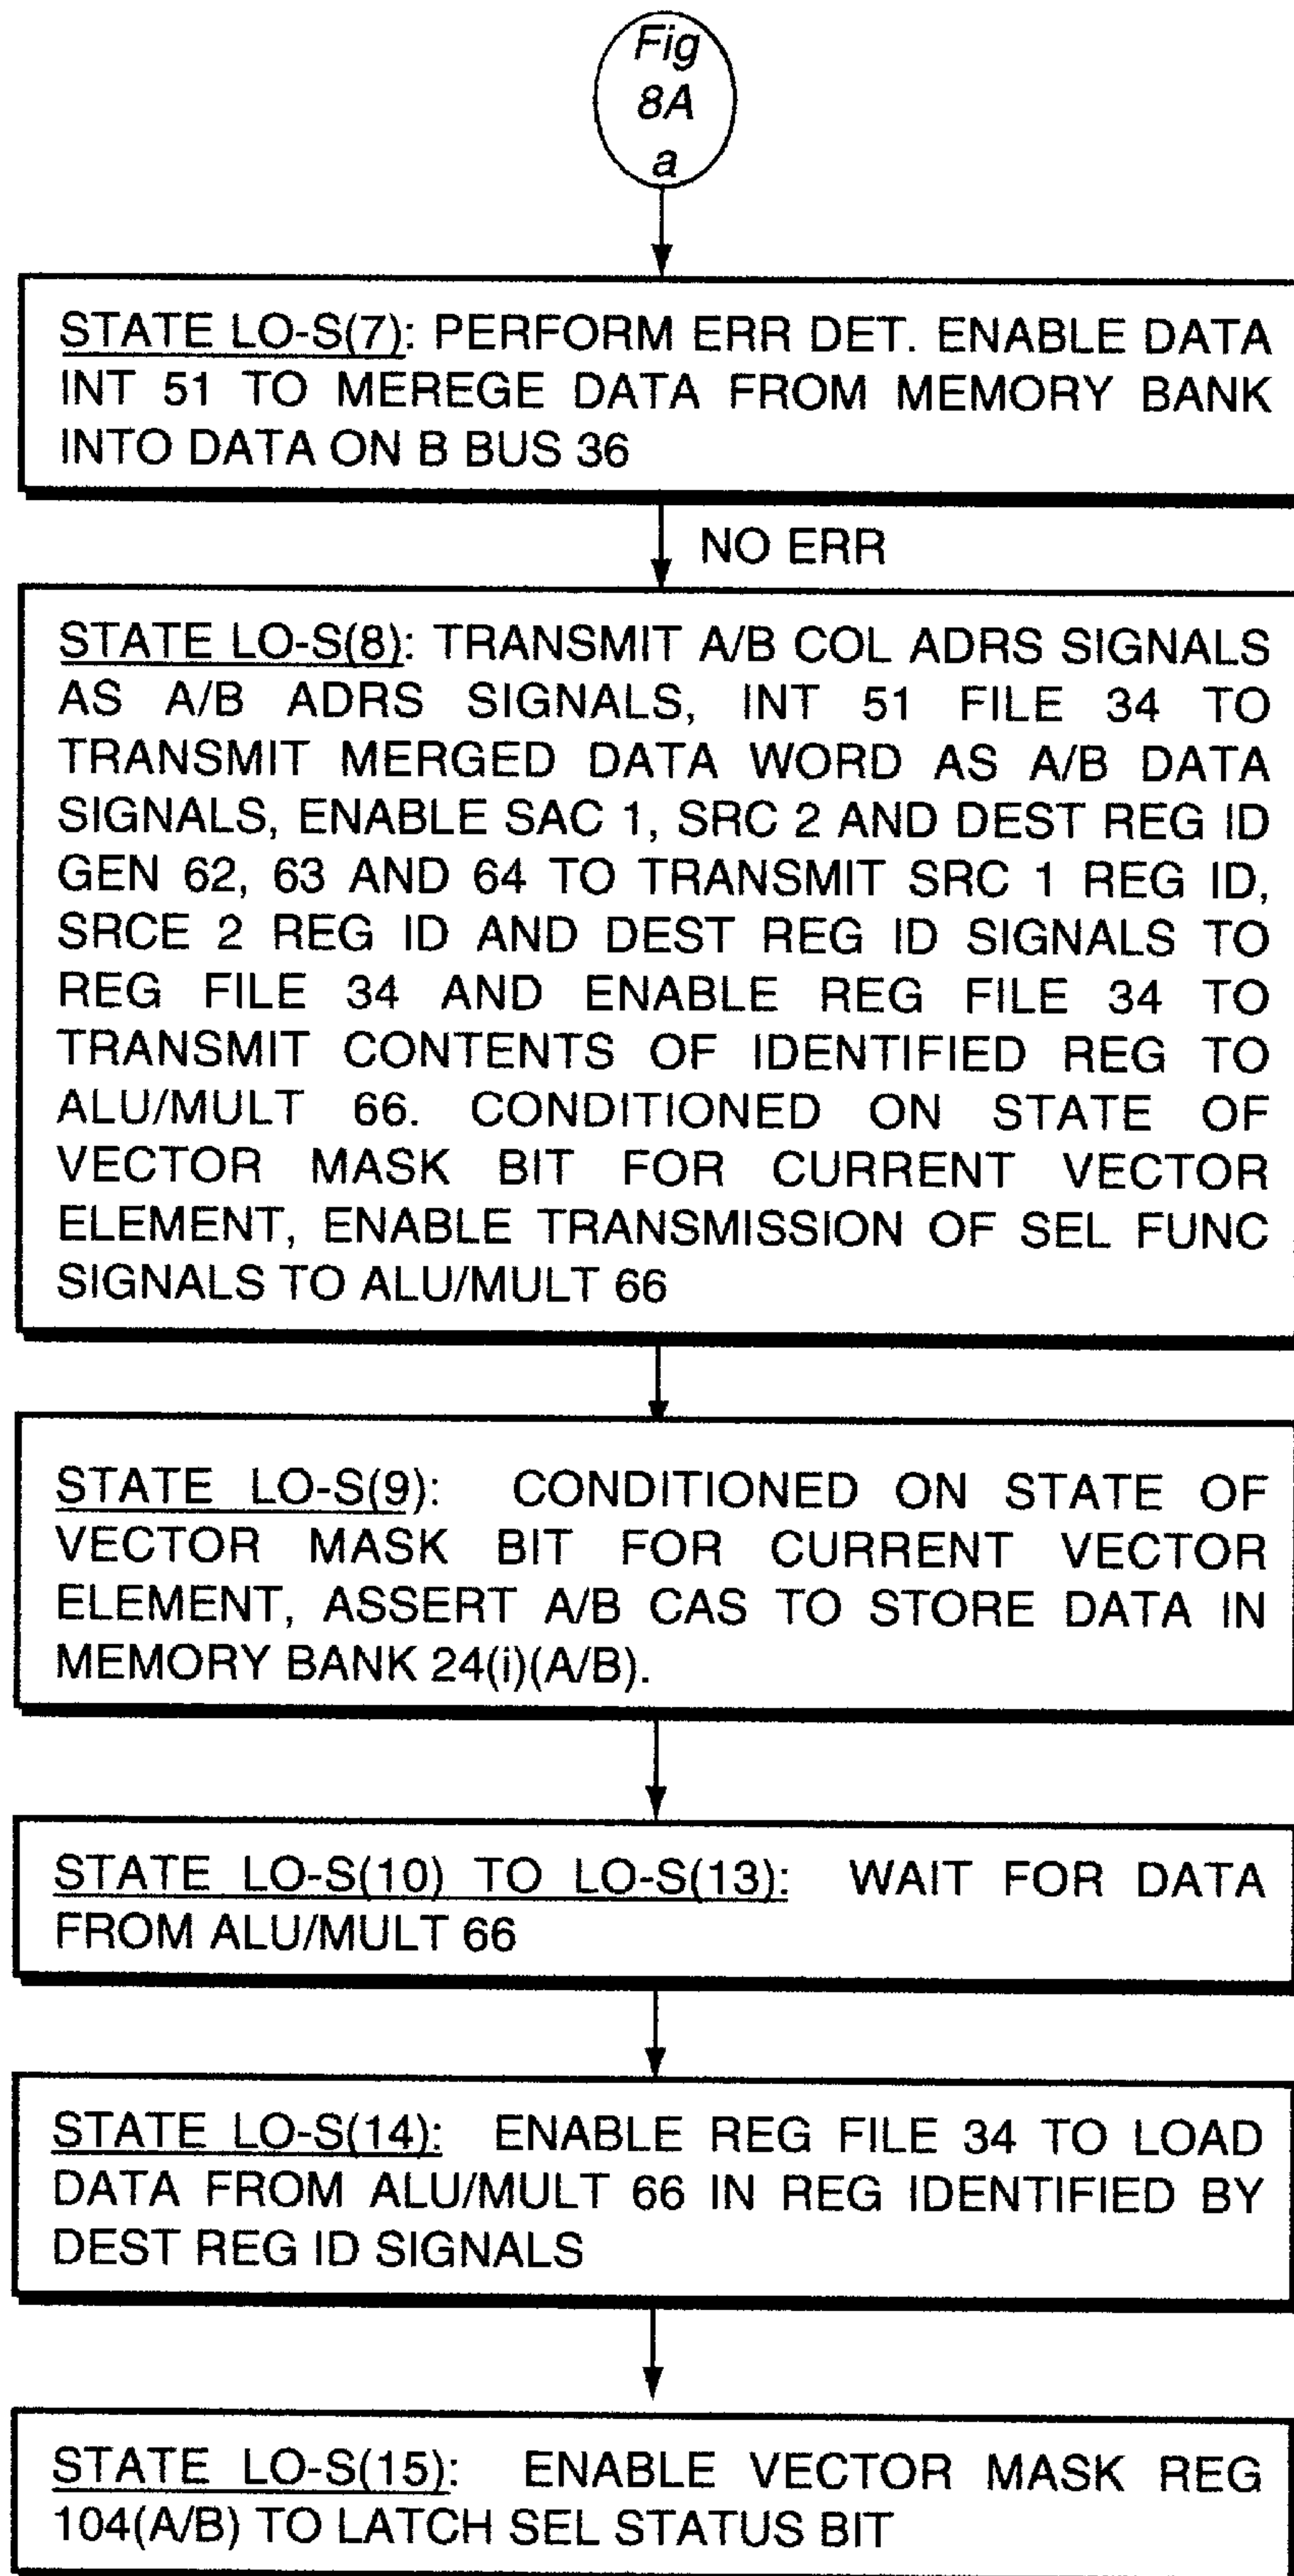 Fig
8A
a
STATE LO-S(7): PERFORM ERR DET. ENABLE DATA
INT 51 TO MEREGE DATA FROM MEMORY BANK
INTO DATA ON B BUS 36
NO ERR
STATE LO-S(8): TRANSMIT A/B COL ADRS SIGNALS
AS A/B ADRS SIGNALS, INT 51 FILE 34 TO
TRANSMIT MERGED DATA WORD AS A/B DATA
SIGNALS, ENABLE SAC 1, SRC 2 AND DEST REG ID
GEN 62, 63 AND 64 TO TRANSMIT SRC 1 REG ID,
SRCE 2 REG ID AND DEST REG ID SIGNALS TO
REG FILE 34 AND ENABLE REG FILE 34 TO
TRANSMIT CONTENTS OF IDENTIFIED REG TO
ALU/MULT 66. CONDITIONED ON STATE OF
VECTOR MASK BIT FOR CURRENT VECTOR
ELEMENT, ENABLE TRANSMISSION OF SEL FUNC
SIGNALS TO ALU/MULT 66
STATE LO-S(9): CONDITIONED ON STATE OF
VECTOR MASK BIT FOR CURRENT VECTOR
ELEMENT, ASSERT A/B CAS TO STORE DATA IN
MEMORY BANK 24(i)(A/B).
STATE LO-S(10) TO LO-S(13): WAIT FOR DATA
FROM ALU/MULT 66
STATE LO-S(14): ENABLE REG FILE 34 TO LOAD
DATA FROM ALU/MULT 66 IN REG IDENTIFIED BY
DEST REG ID SIGNALS
STATE LO-S(15): ENABLE VECTOR MASK REG
104(A/B) TO LATCH SEL STATUS BIT